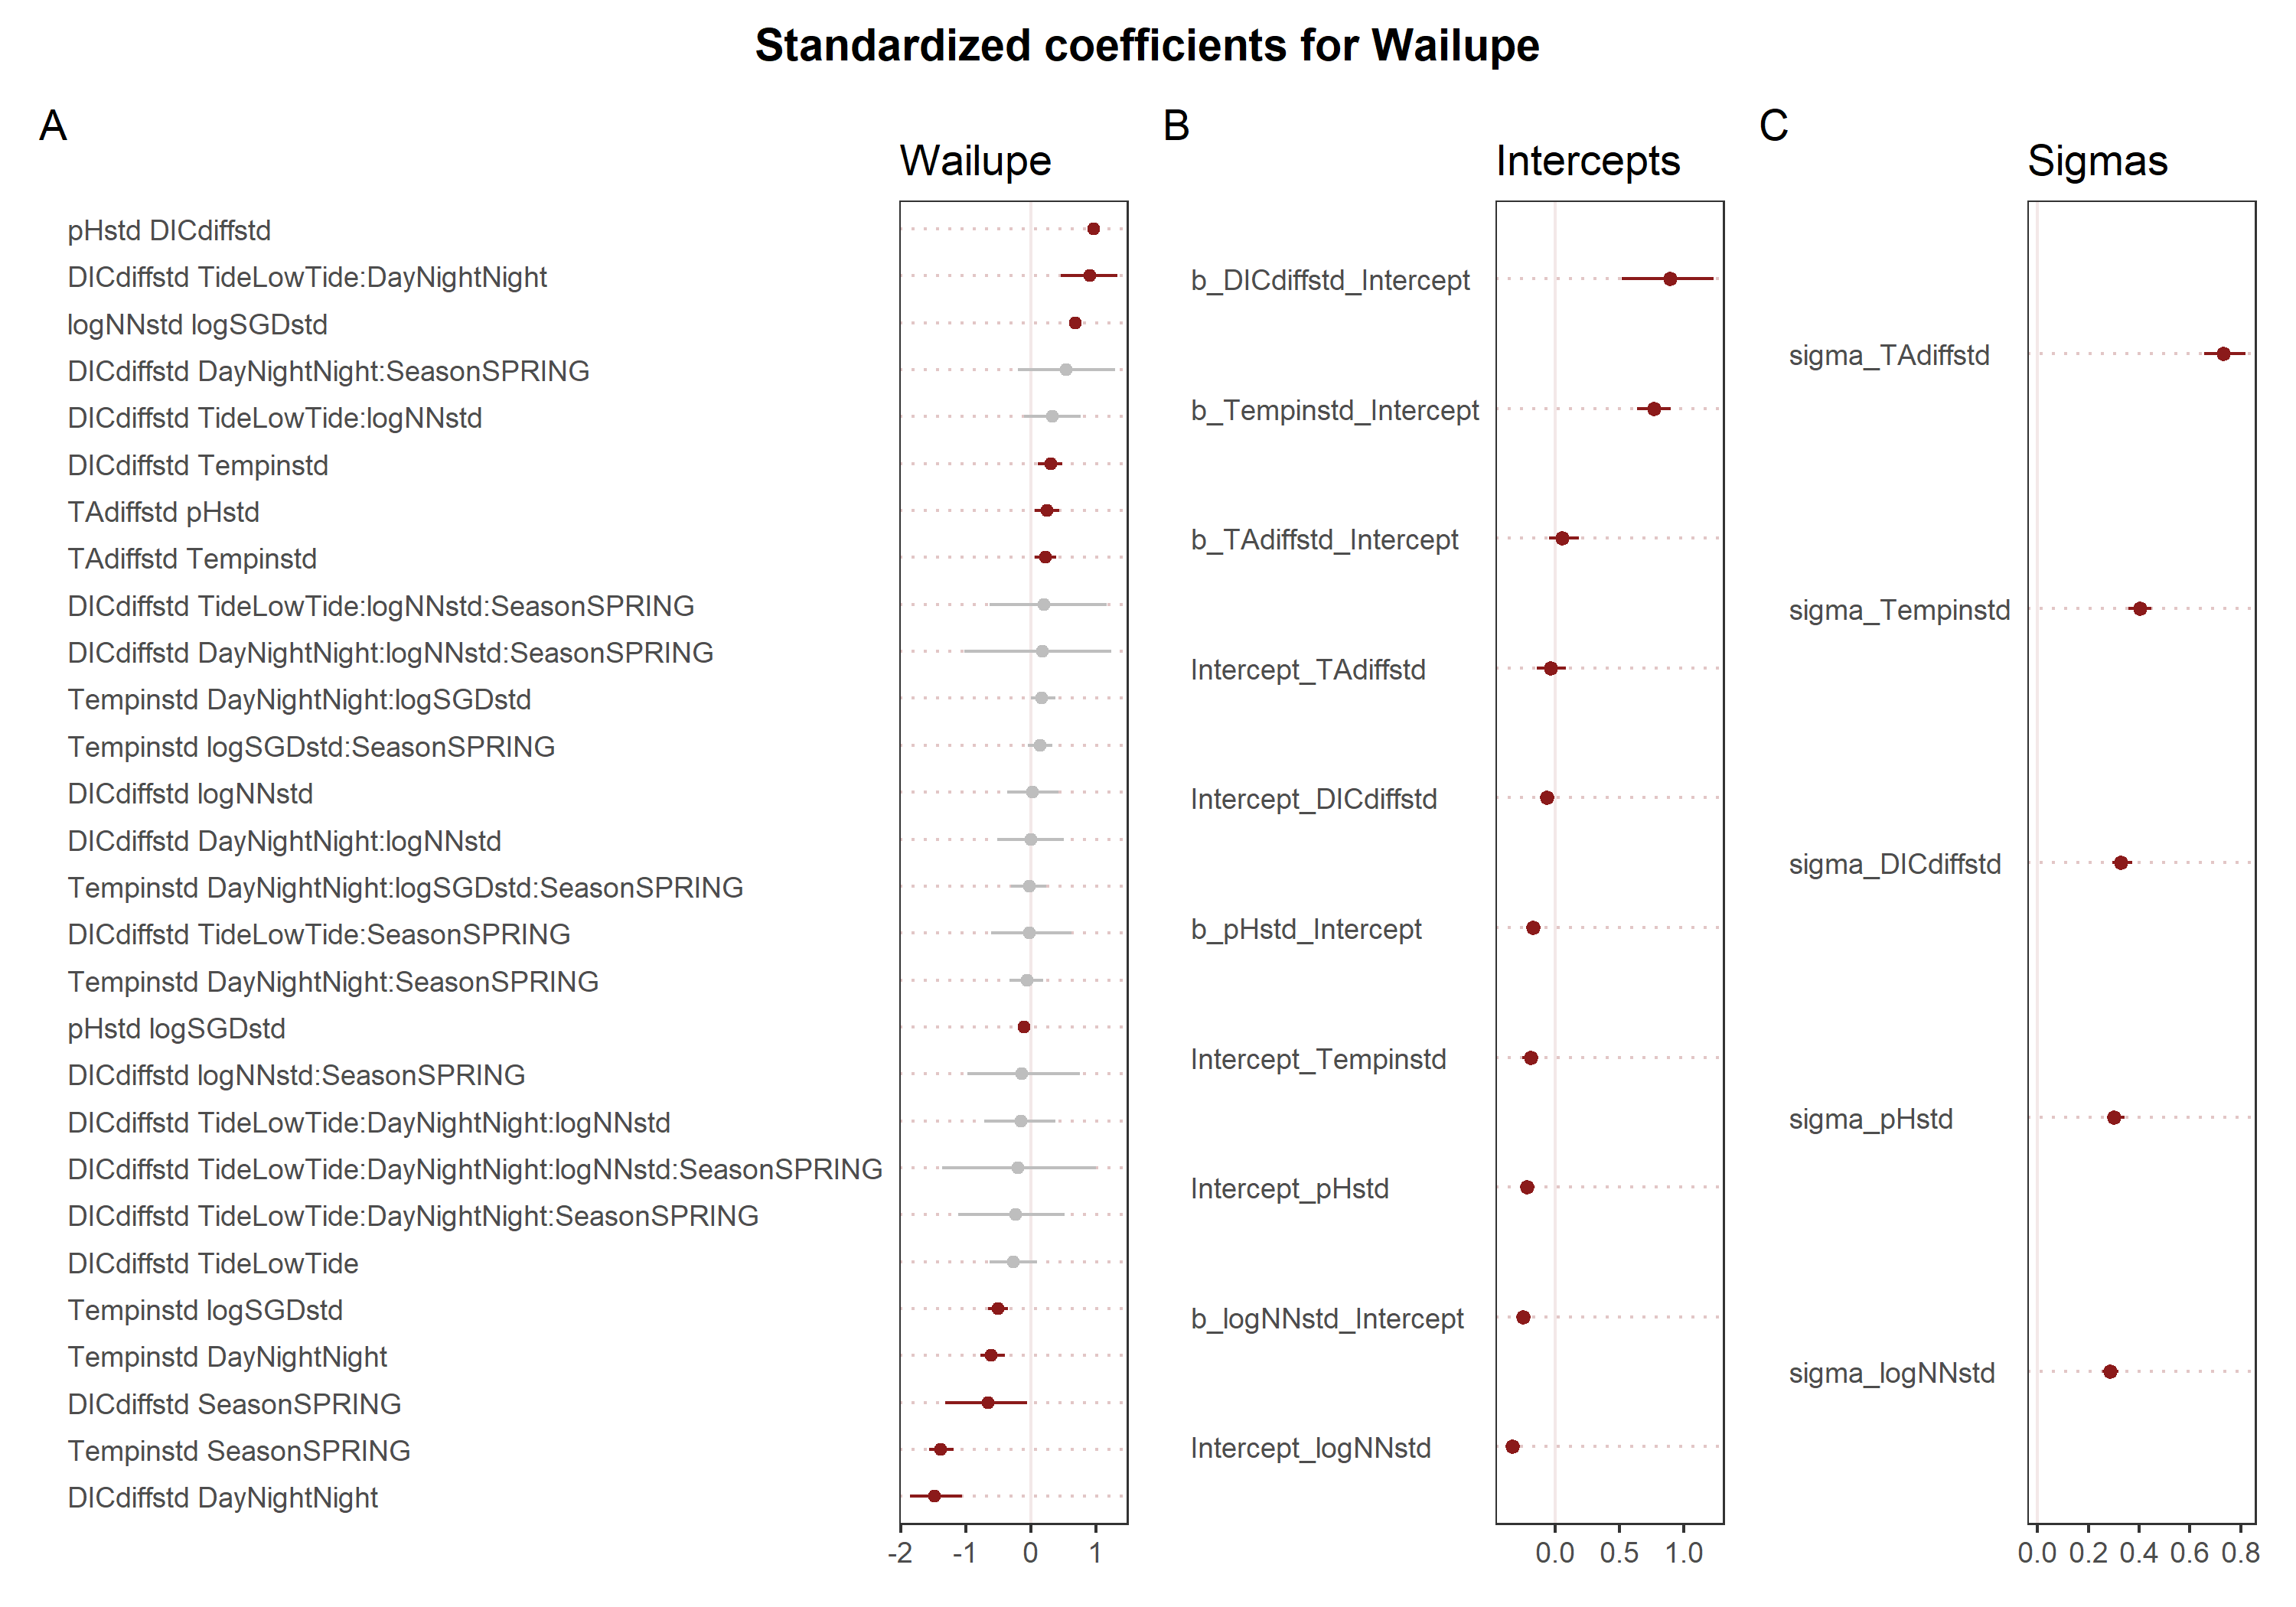 Standardized coefficients for Wailupe
A
Wailupe
pHstd DICdiffstd
DICdiffstd TideLowTide:DayNightNight
logNNstd logSGDstd
DICdiffstd DayNightNight:SeasonSPRING
DICdiffstd TideLowTide:logNNstd
DICdiffstd Tempinstd
TAdiffstd pHstd
TAdiffstd Tempinstd
DICdiffstd TideLowTide:logNNstd:SeasonSPRING
DICdiffstd DayNightNight:logNNstd:SeasonSPRING
Tempinstd DayNightNight:logSGDstd
Tempinstd logSGDstd:SeasonSPRING
DICdiffstd logNNstd
DICdiffstd DayNightNight:logNNstd
Tempinstd DayNightNight:logSGDstd:SeasonSPRING
DICdiffstd TideLowTide:SeasonSPRING
Tempinstd DayNightNight:SeasonSPRING
pHstd logSGDstd
DICdiffstd logNNstd:SeasonSPRING
DICdiffstd TideLowTide:DayNightNight:logNNstd
DICdiffstd TideLowTide:DayNightNight:logNNstd:SeasonSPRING
DICdiffstd TideLowTide:DayNightNight:SeasonSPRING
DICdiffstd TideLowTide
Tempinstd logSGDstd
Tempinstd DayNightNight
DICdiffstd SeasonSPRING
Tempinstd SeasonSPRING
DICdiffstd DayNightNight
-2 -1 0 1
B
Intercepts
b_DICdiffstd_Intercept
b_Tempinstd_Intercept
b_TAdiffstd_Intercept
Intercept_TAdiffstd
Intercept_DICdiffstd
b_pHstd_Intercept
Intercept_Tempinstd
Intercept_pHstd
b_logNNstd_Intercept
Intercept_logNNstd
0.0 0.5 1.0
C
Sigmas
sigma_TAdiffstd
sigma_Tempinstd
sigma_DICdiffstd
sigma_pHstd
sigma_logNNstd
0.0 0.2 0.4 0.6 0.8